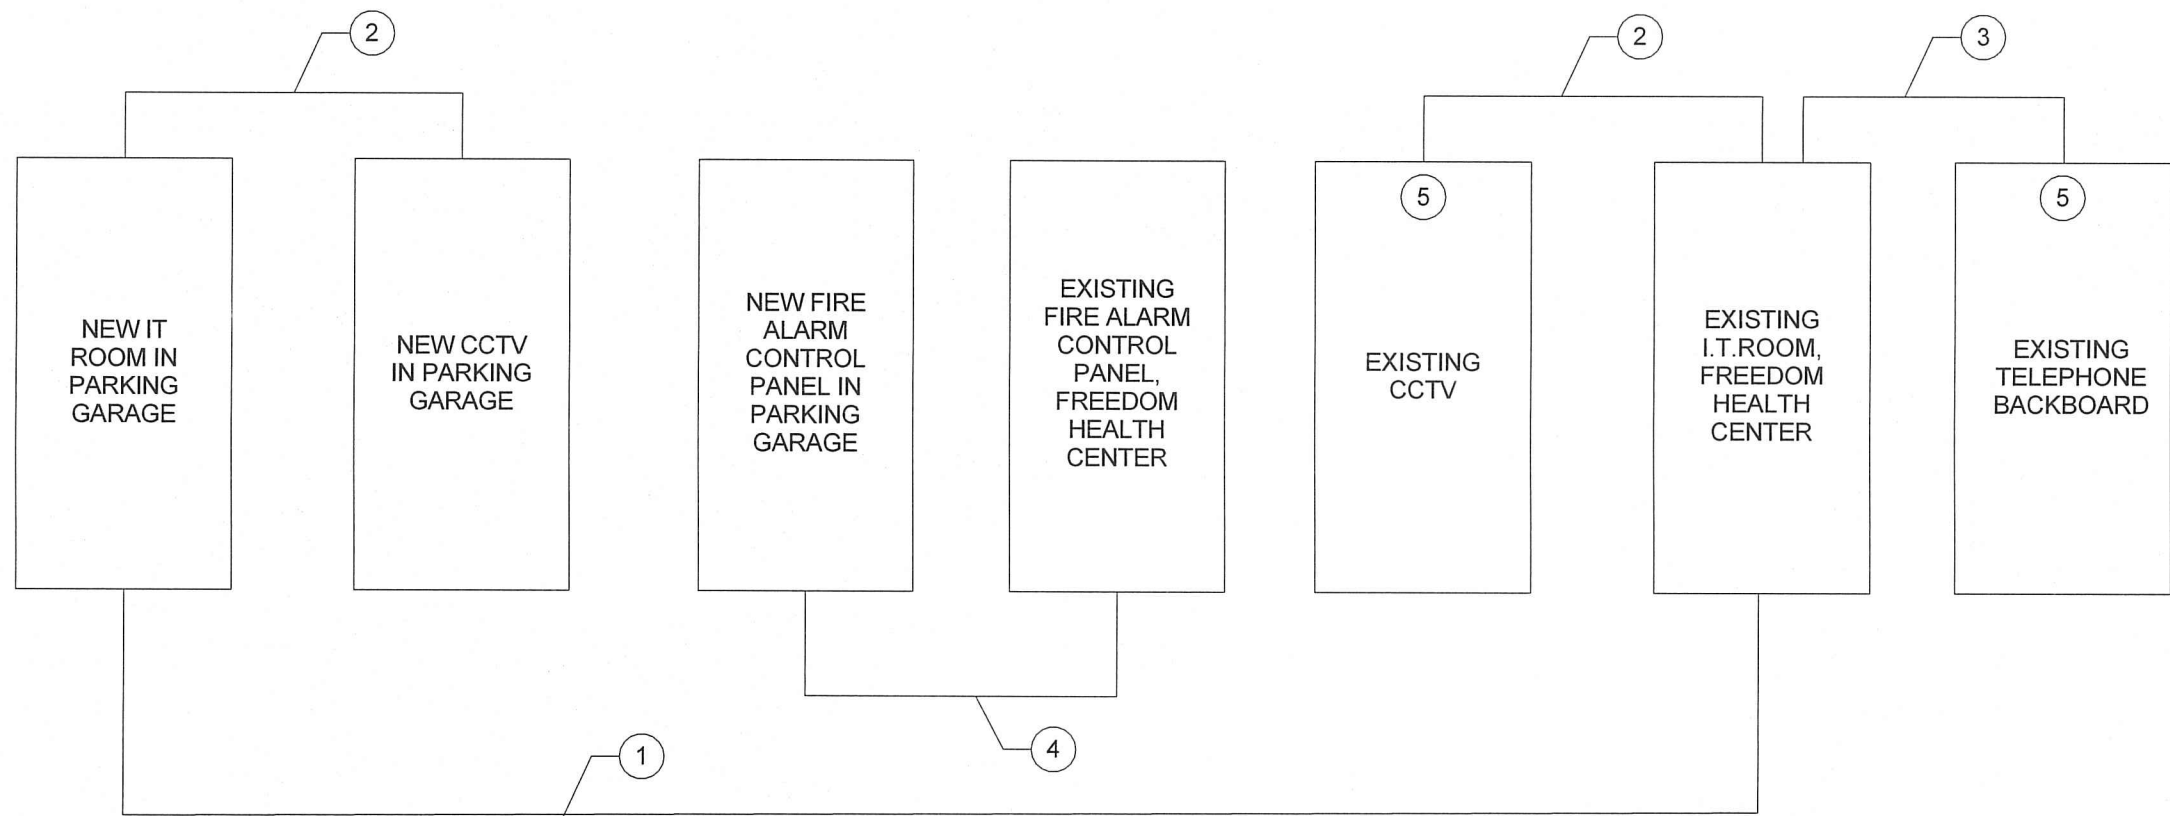 2
2
3
5
5
NEW IT
ROOM IN
PARKING
GARAGE
NEW CCTV
IN PARKING
GARAGE
NEW FIRE
ALARM
CONTROL
PANEL IN
PARKING
GARAGE
EXISTING
FIRE ALARM
CONTROL
PANEL,
FREEDOM
HEALTH
CENTER
EXISTING
CCTV
EXISTING
I.T.ROOM,
FREEDOM
HEALTH
CENTER
EXISTING
TELEPHONE
BACKBOARD
1
4